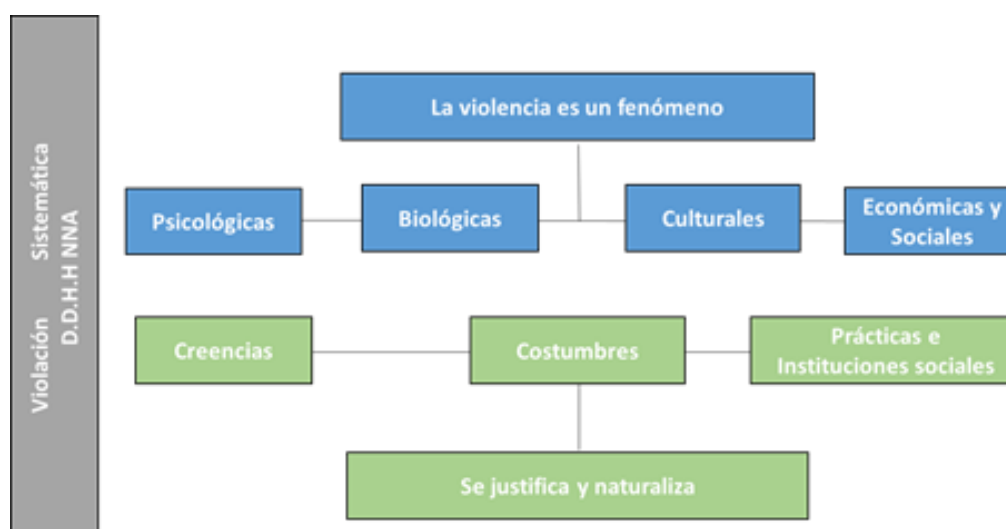 Violación Sistemática
D.D.H.H NNA
La violencia es un fenómeno
Psicológicas
Biológicas
Culturales
Económicas y
Sociales
Creencias
Costumbres
Prácticas e
Instituciones sociales
Se justifica y naturaliza